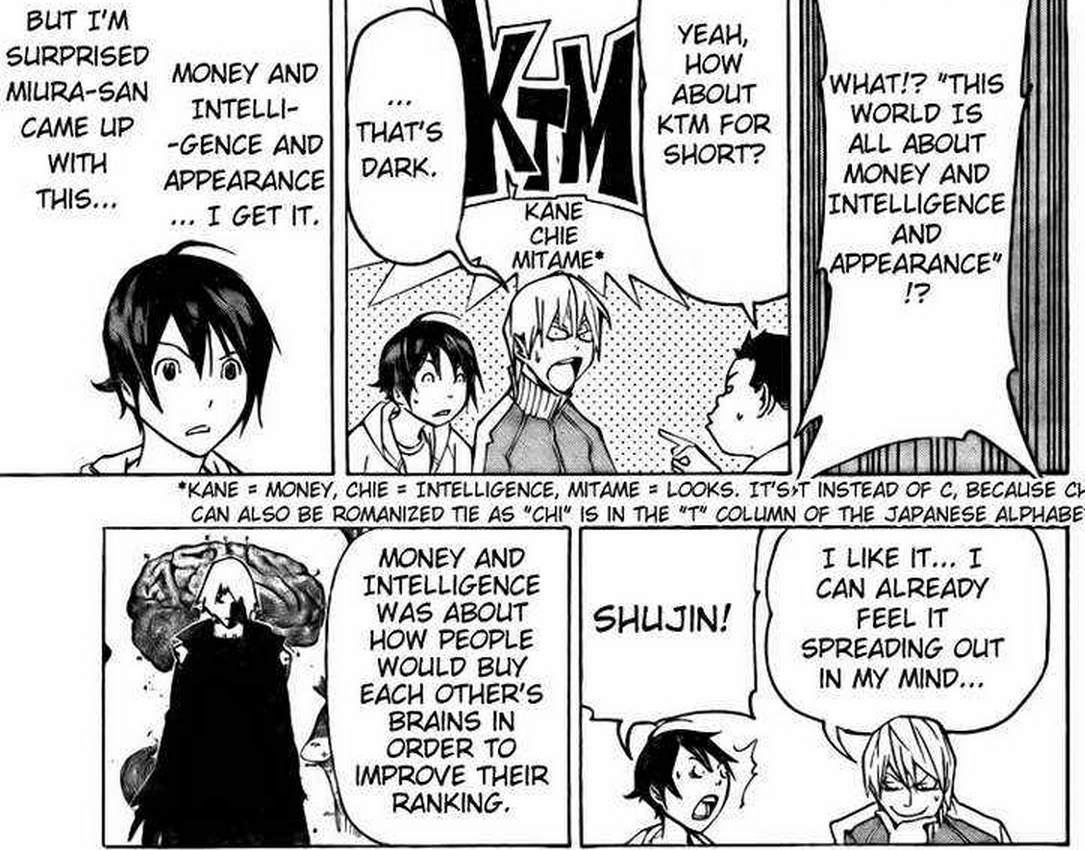 WHAT!? "THIS
WORLD IS
ALL ABOUT
MONEY AND
INTELLIGENCE
AND
APPEARANCE"
!?
YEAH,
HOW
ABOUT
KTM FOR
SHORT?
KTM
KANE
CHIE
MITAME*
...
THAT'S
DARK.
MONEY AND
INTELLI-
-GENCE AND
APPEARANCE
... I GET IT.
BUT I'M
SURPRISED
MIURA-SAN
CAME UP
WITH
THIS...
*KANE = MONEY, CHIE = INTELLIGENCE, MITAME = LOOKS. IT'S T INSTEAD OF C, BECAUSE
CAN ALSO BE ROMANIZED TIE AS "CHI" IS IN THE "T" COLUMN OF THE JAPANESE
I LIKE IT... I
CAN ALREADY
FEEL IT
SPREADING OUT
IN MY MIND...
SHUJIN!
MONEY AND
INTELLIGENCE
WAS ABOUT
HOW PEOPLE
WOULD BUY
EACH OTHER'S
BRAINS IN
ORDER TO
IMPROVE THEIR
RANKING.